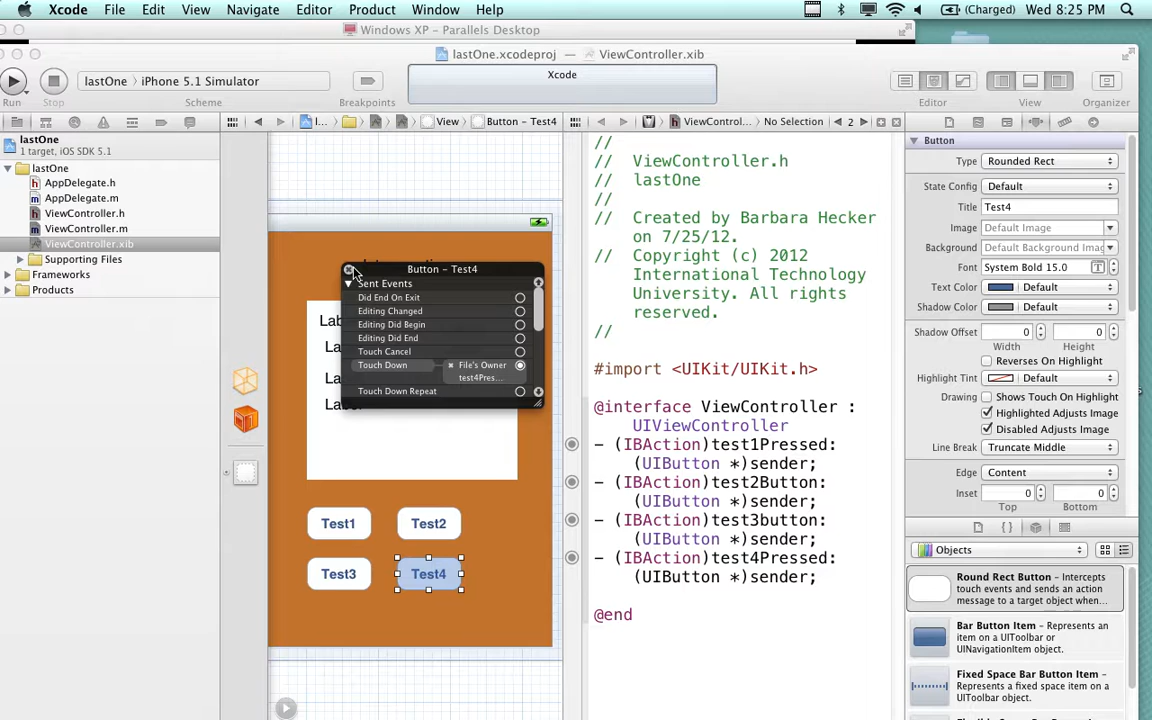 Xcode File Edit View Navigate Editor Product Window Help (Charged) Wed 8:25 PM
Windows XP - Parallels Desktop
lastOne.xcodeproj — ViewController.xib
lastOne iPhone 5.1 Simulator
Xcode
Run Stop Scheme Breakpoints Editor View Organizer
l... View Button - Test4 ViewControl... No Selection 2
lastOne
1 target, iOS SDK 5.1
lastOne
AppDelegate.h
AppDelegate.m
ViewController.h
ViewController.m
ViewController.xib
Supporting Files
Frameworks
Products
Button - Test4
Sent Events
Did End On Exit
Editing Changed
Editing Did Begin
Editing Did End
Touch Cancel
Touch Down File's Owner
test4Pres...
Touch Down Repeat
Test1 Test2
Test3 Test4
//
// ViewController.h
// lastOne
//
// Created by Barbara Hecker
on 7/25/12.
// Copyright (c) 2012
International Technology
University. All rights
reserved.
//
#import <UIKit/UIKit.h>
@interface ViewController :
UIViewController
- (IBAction)test1Pressed:
(UIButton *)sender;
- (IBAction)test2Button:
(UIButton *)sender;
- (IBAction)test3button:
(UIButton *)sender;
- (IBAction)test4Pressed:
(UIButton *)sender;
@end
Button
Type Rounded Rect
State Config Default
Title Test4
Image Default Image
Background Default Background Imag
Font System Bold 15.0 T
Text Color Default
Shadow Color Default
Shadow Offset 0 0
Width Height
Reverses On Highlight
Highlight Tint Default
Drawing Shows Touch On Highlight
Highlighted Adjusts Image
Disabled Adjusts Image
Line Break Truncate Middle
Edge Content
Inset 0 0
Top Bottom
{ }
Objects
Round Rect Button - Intercepts
touch events and sends an action
message to a target object when...
Bar Button Item - Represents an
item on a UIToolbar or
UINavigationItem object.
Fixed Space Bar Button Item -
Represents a fixed space item on a
UIToolbar object.